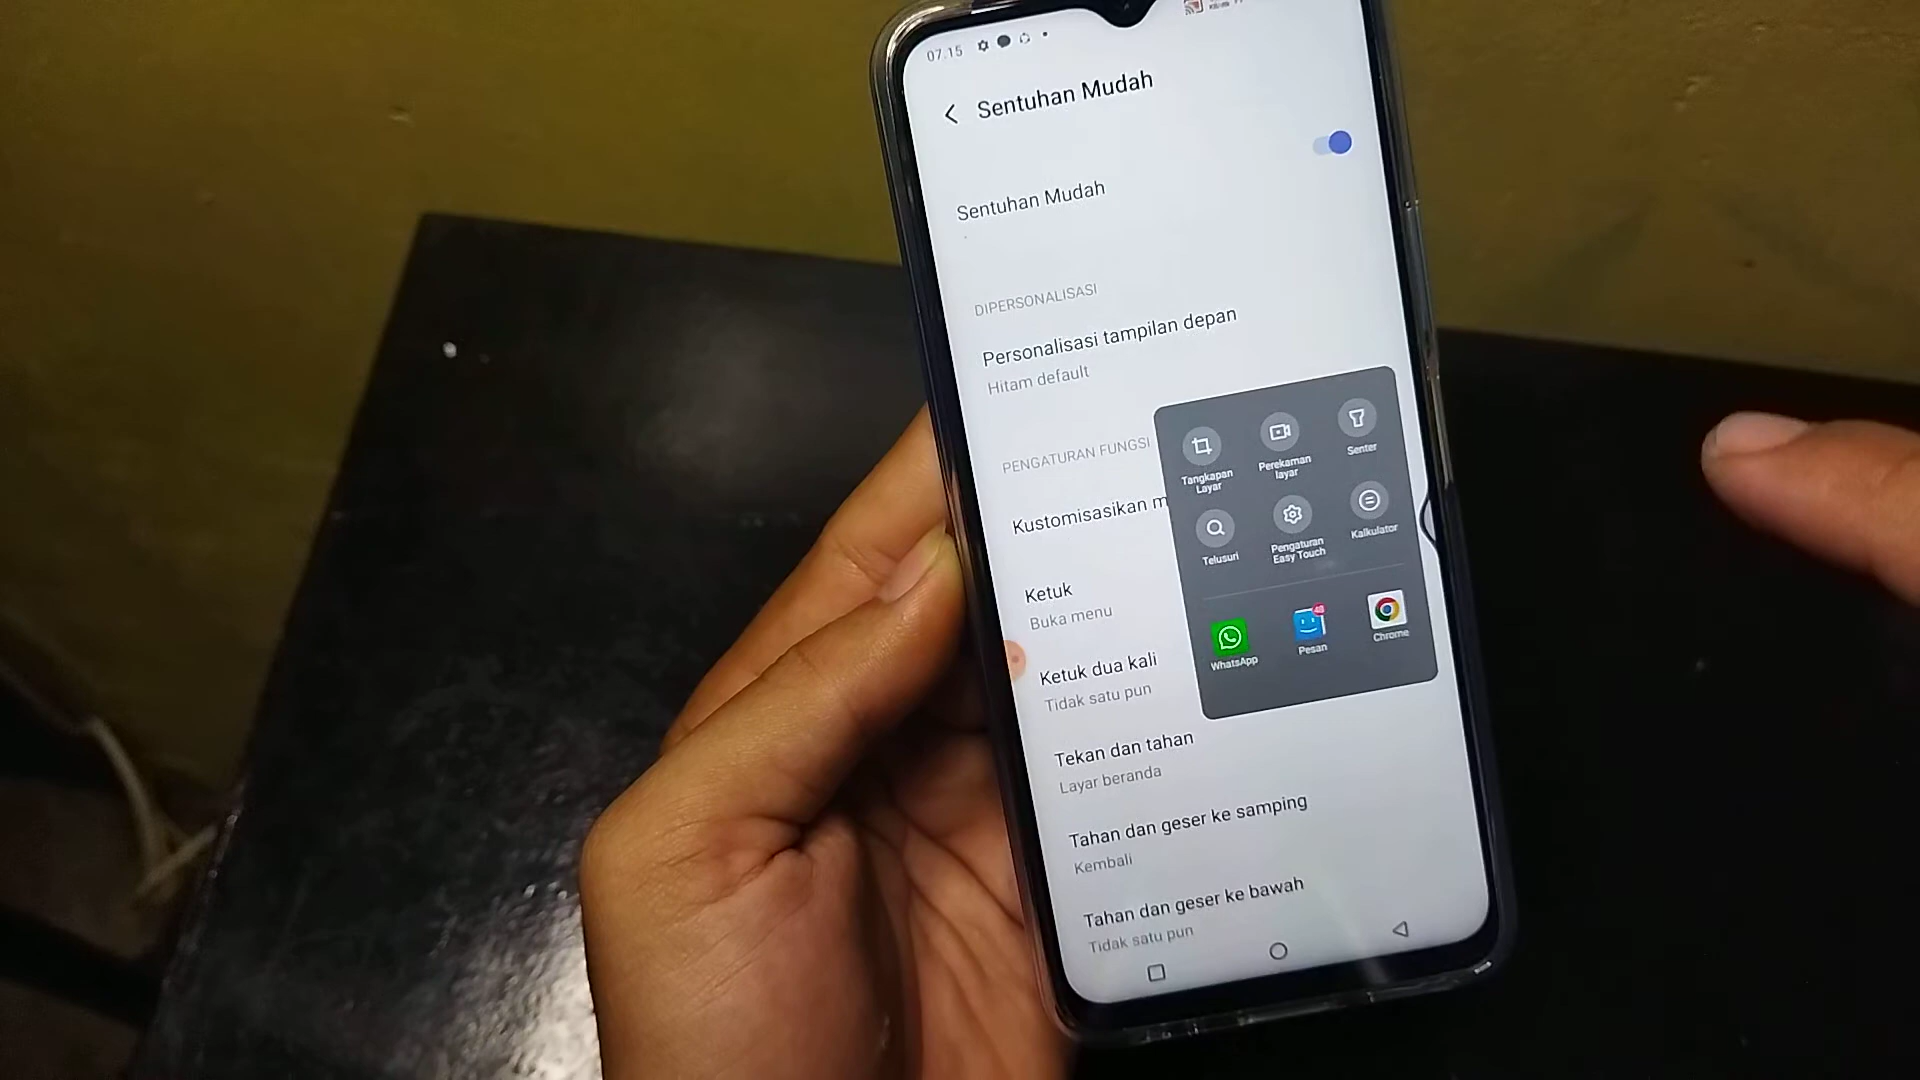 07.15
Sentuhan Mudah
Sentuhan Mudah
DIPERSONALISASI
Personalisasi tampilan depan
Hitam default
PENGATURAN FUNGSI
Kustomisasikan m
Ketuk
Buka menu
Ketuk dua kali
Tidak satu pun
Tekan dan tahan
Layar beranda
Tahan dan geser ke samping
Kembali
Tahan dan geser ke bawah
Tidak satu pun
Tangkapan
Layar
Perekaman
layar
Senter
Telusuri
Pengaturan
Easy Touch
Kalkulator
48
WhatsApp
Pesan
Chrome